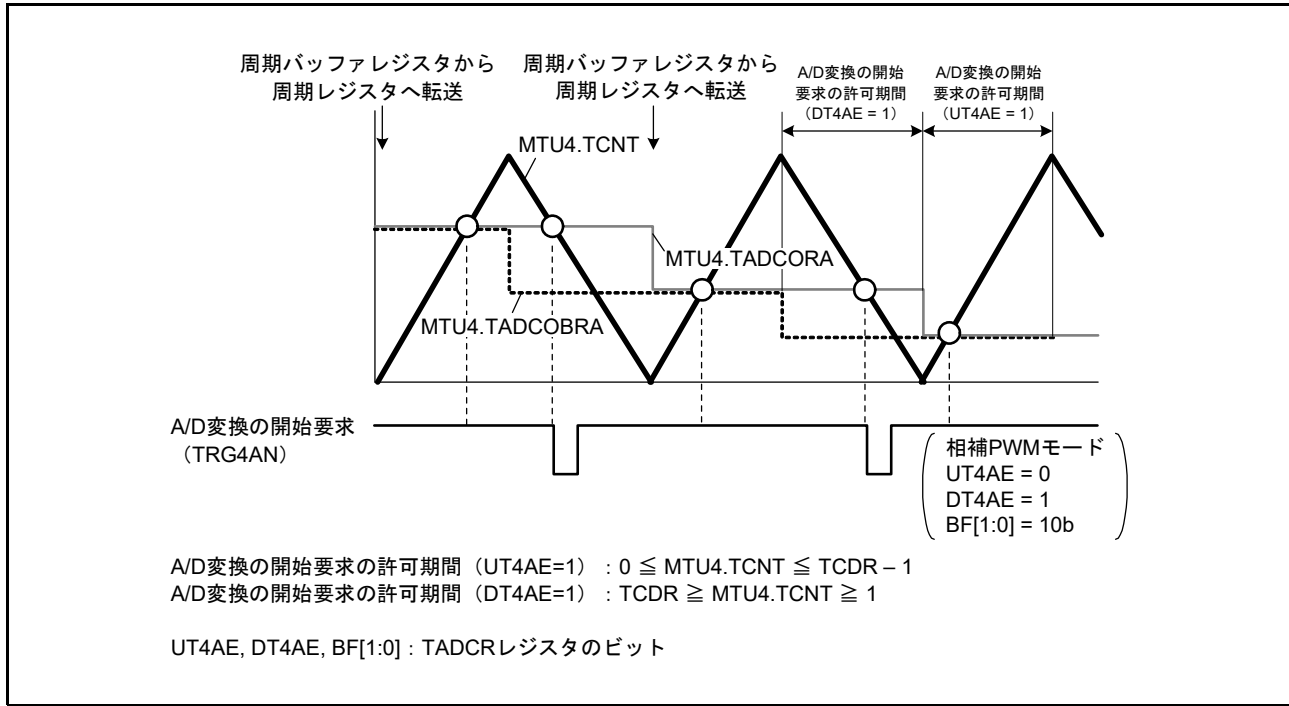 周期バッファレジスタから
周期レジスタへ転送
周期バッファレジスタから
周期レジスタへ転送
A/D変換の開始
要求の許可期間
（DT4AE = 1）
A/D変換の開始
要求の許可期間
（UT4AE = 1）
MTU4.TCNT
MTU4.TADCORA
MTU4.TADCOBRA
A/D変換の開始要求
（TRG4AN）
相補PWMモード
UT4AE = 0
DT4AE = 1
BF[1:0] = 10b
A/D変換の開始要求の許可期間（UT4AE=1）：0 ≦ MTU4.TCNT ≦ TCDR – 1
A/D変換の開始要求の許可期間（DT4AE=1）：TCDR ≧ MTU4.TCNT ≧ 1
UT4AE, DT4AE, BF[1:0]：TADCRレジスタのビット